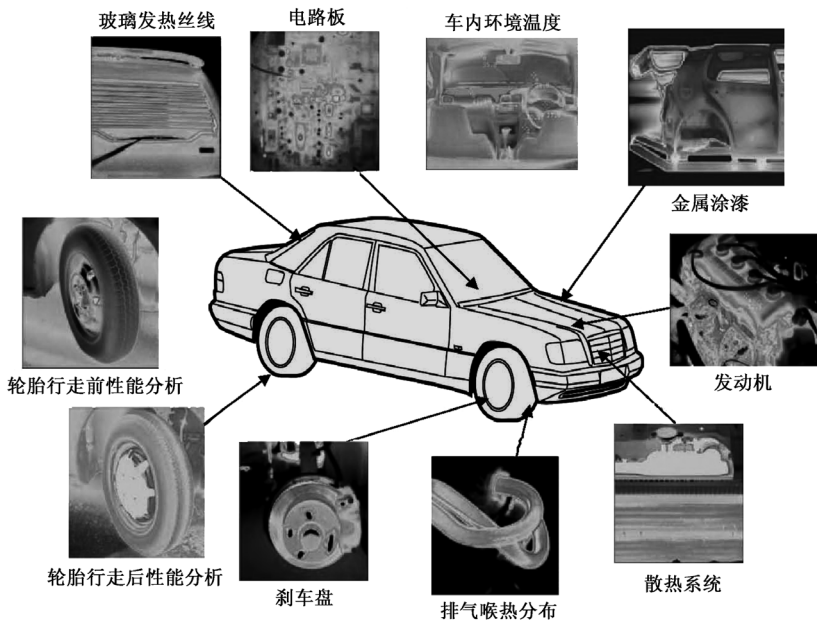 玻璃发热丝线
电路板
车内环境温度
金属涂漆
轮胎行走前性能分析
发动机
轮胎行走后性能分析
刹车盘
排气喉热分布
散热系统